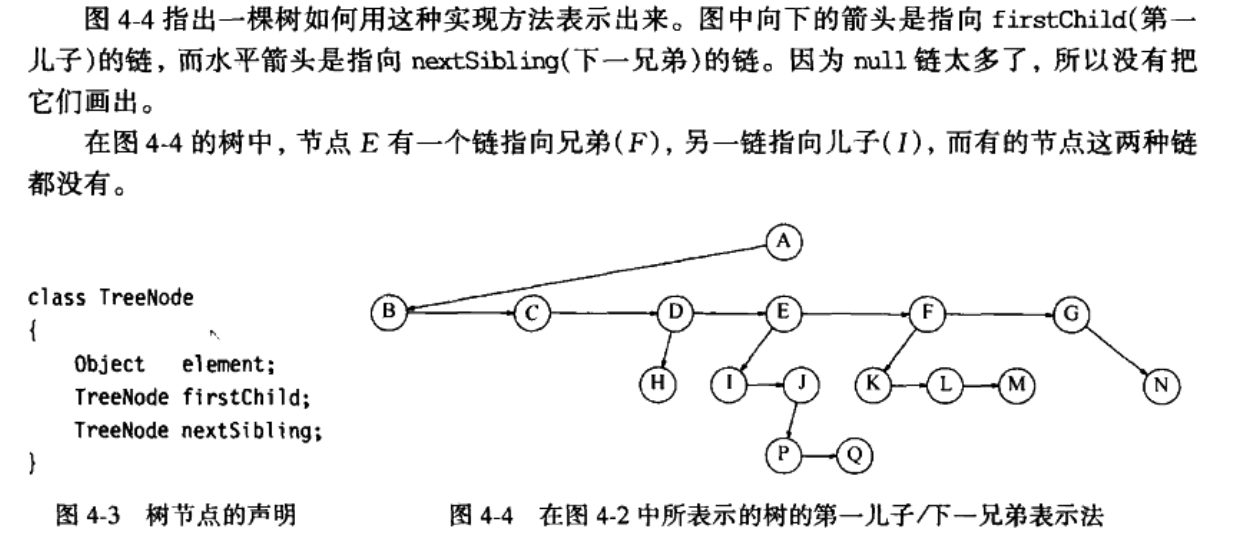 图 4-4 指出一棵树如何用这种实现方法表示出来。图中向下的箭头是指向 firstChild(第一
儿子)的链，而水平箭头是指向 nextSibling(下一兄弟)的链。因为 null 链太多了，所以没有把
它们画出。
在图 4-4 的树中，节点 E 有一个链指向兄弟(F)，另一链指向儿子(I)，而有的节点这两种链
都没有。
class TreeNode
{
Object element;
TreeNode firstChild;
TreeNode nextSibling;
}
图 4-3 树节点的声明
A
B C D E F G
H I J K L M N
P Q
图 4-4 在图 4-2 中所表示的树的第一儿子/下一兄弟表示法